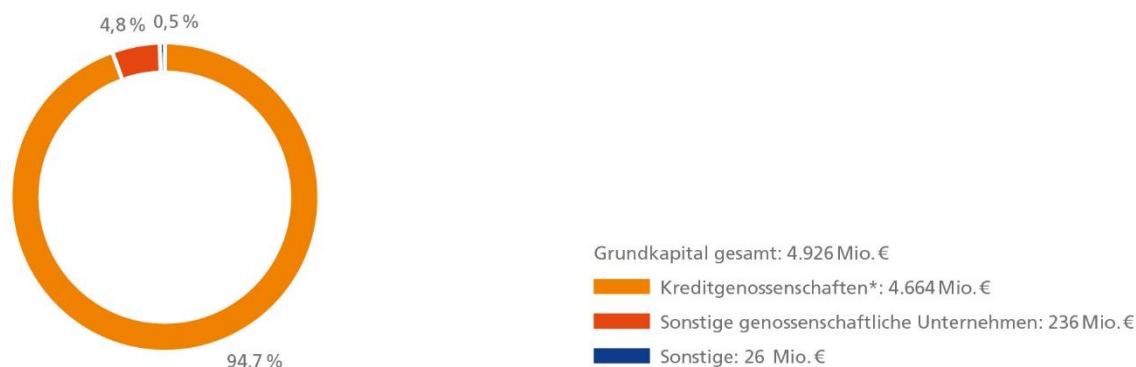 4,8 % 0,5 %
94,7 %
Grundkapital gesamt: 4.926 Mio. €
Kreditgenossenschaften*: 4.664 Mio. €
Sonstige genossenschaftliche Unternehmen: 236 Mio. €
Sonstige: 26 Mio. €